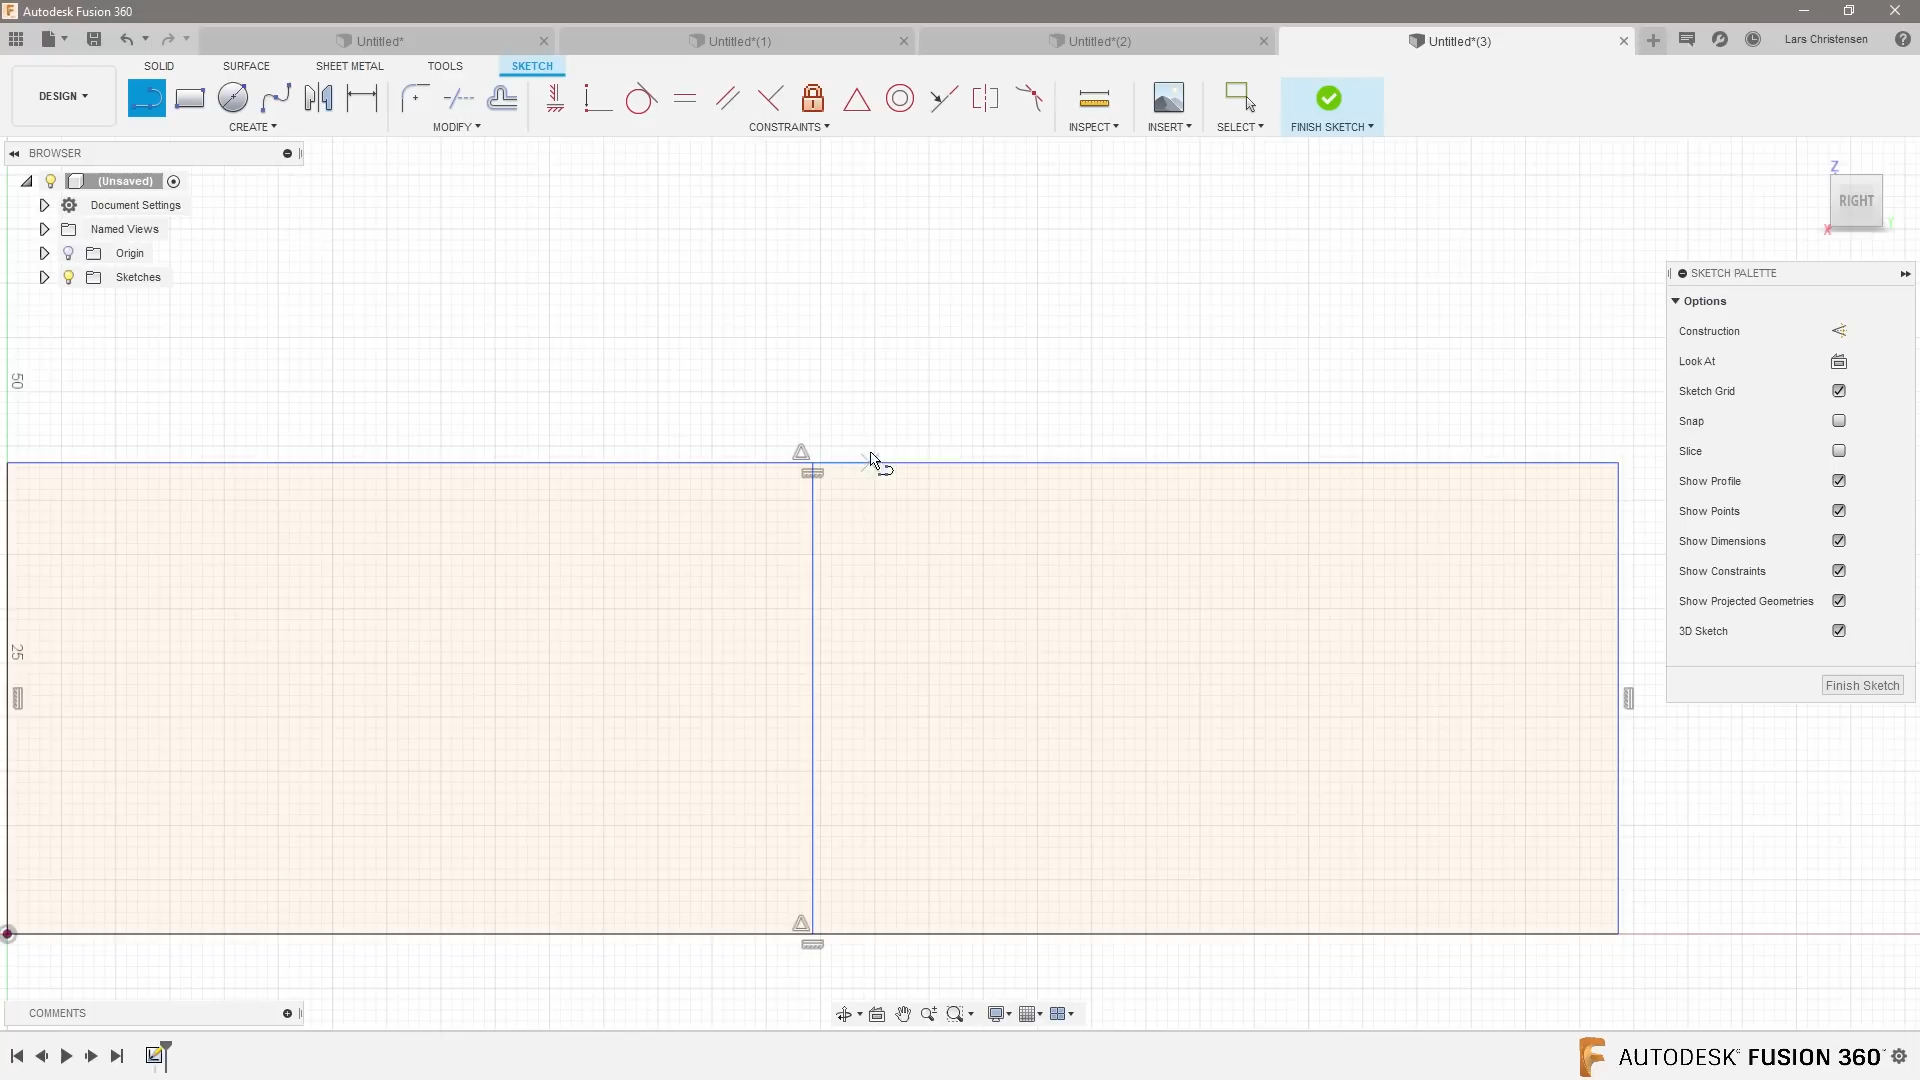 Autodesk Fusion 360
Untitled*
Untitled*(1)
Untitled*(2)
Untitled*(3)
Lars Christensen
SOLID
SURFACE
SHEET METAL
TOOLS
SKETCH
DESIGN
CREATE
MODIFY
CONSTRAINTS
INSPECT
INSERT
SELECT
FINISH SKETCH
BROWSER
(Unsaved)
Document Settings
Named Views
Origin
Sketches
Z
RIGHT
X
Y
SKETCH PALETTE
Options
Construction
Look At
Sketch Grid
Snap
Slice
Show Profile
Show Points
Show Dimensions
Show Constraints
Show Projected Geometries
3D Sketch
Finish Sketch
50
25
COMMENTS
AUTODESK® FUSION 360™